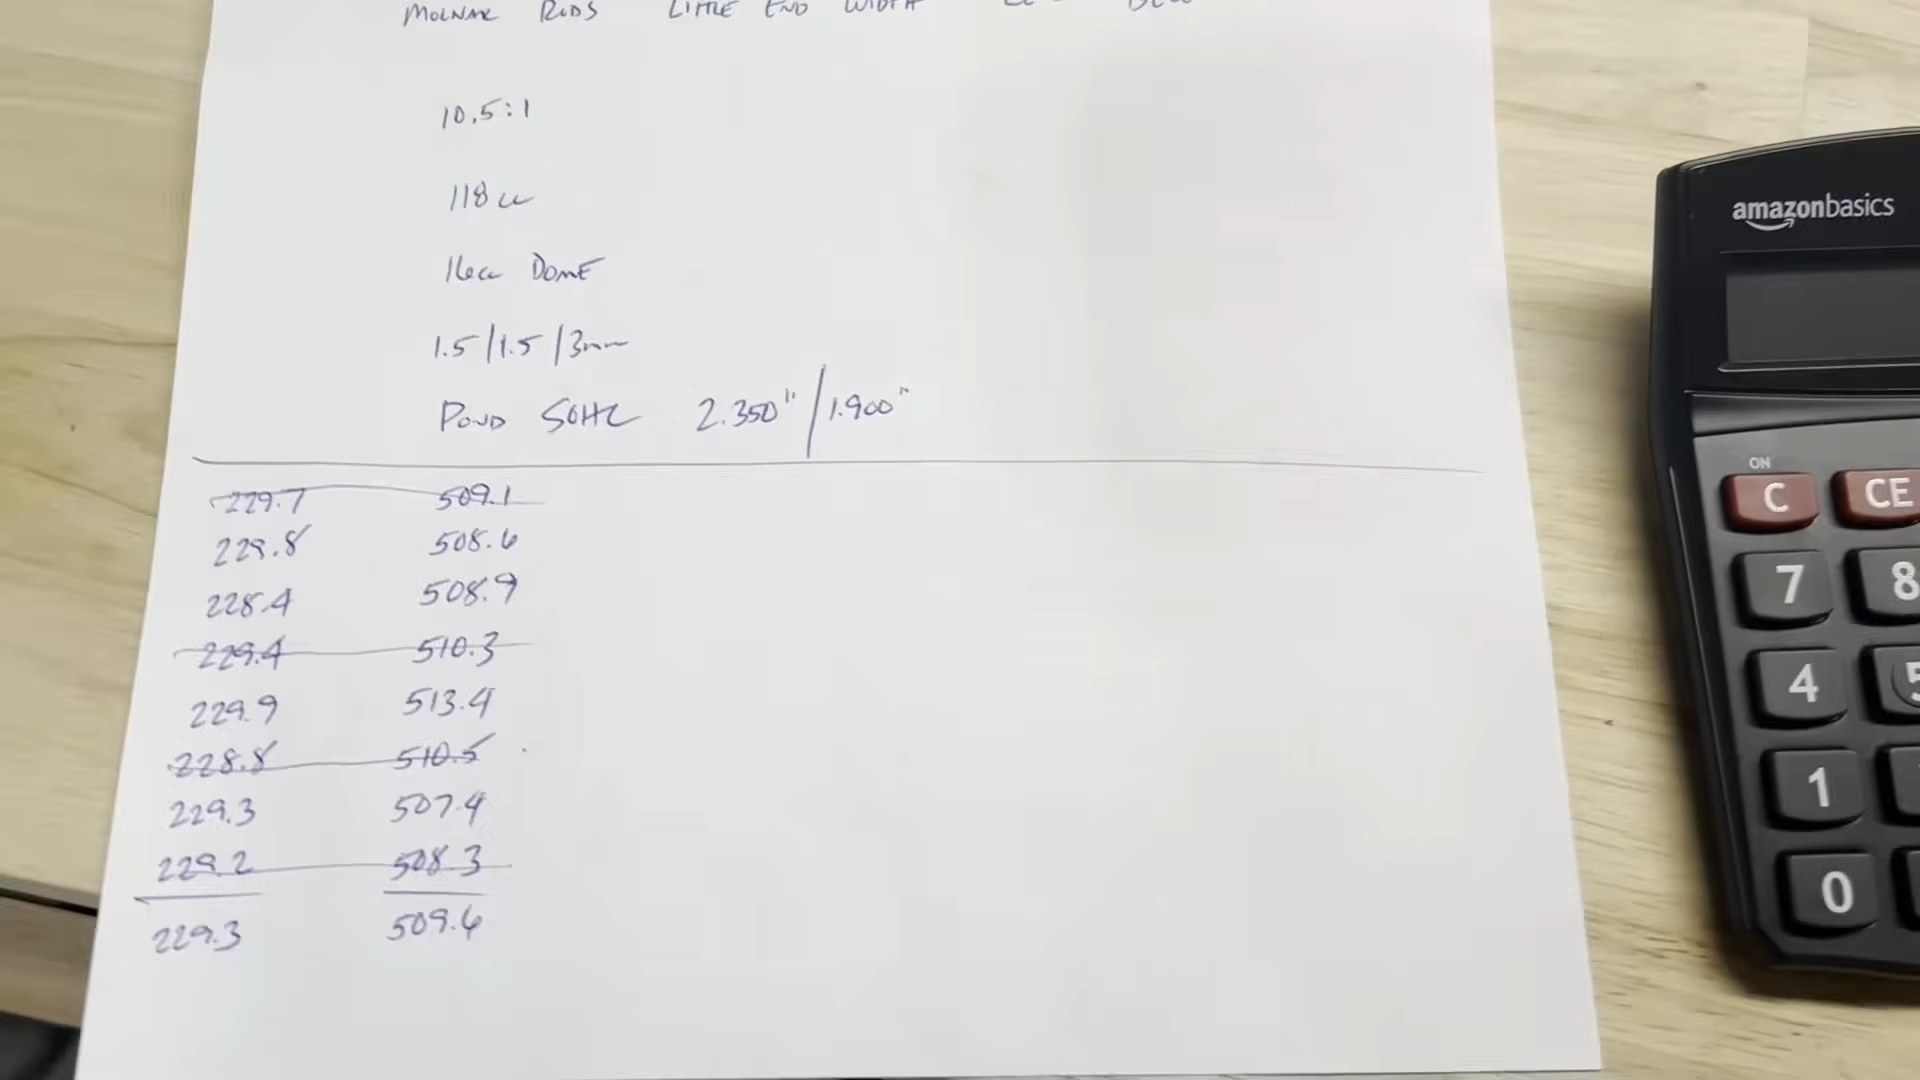 MOLNAR RODS LITTLE END WIDTH
10.5:1
118cc
16cc DOME
1.5/1.5/3mm
POND SOHC 2.350"/1.900"
229.7 509.1
229.8 508.6
228.4 508.9
229.4 510.3
229.9 513.4
228.8 510.5
229.3 507.4
229.2 508.3
229.3 509.6
amazonbasics
ON
C CE
7 8
4 5
1
0